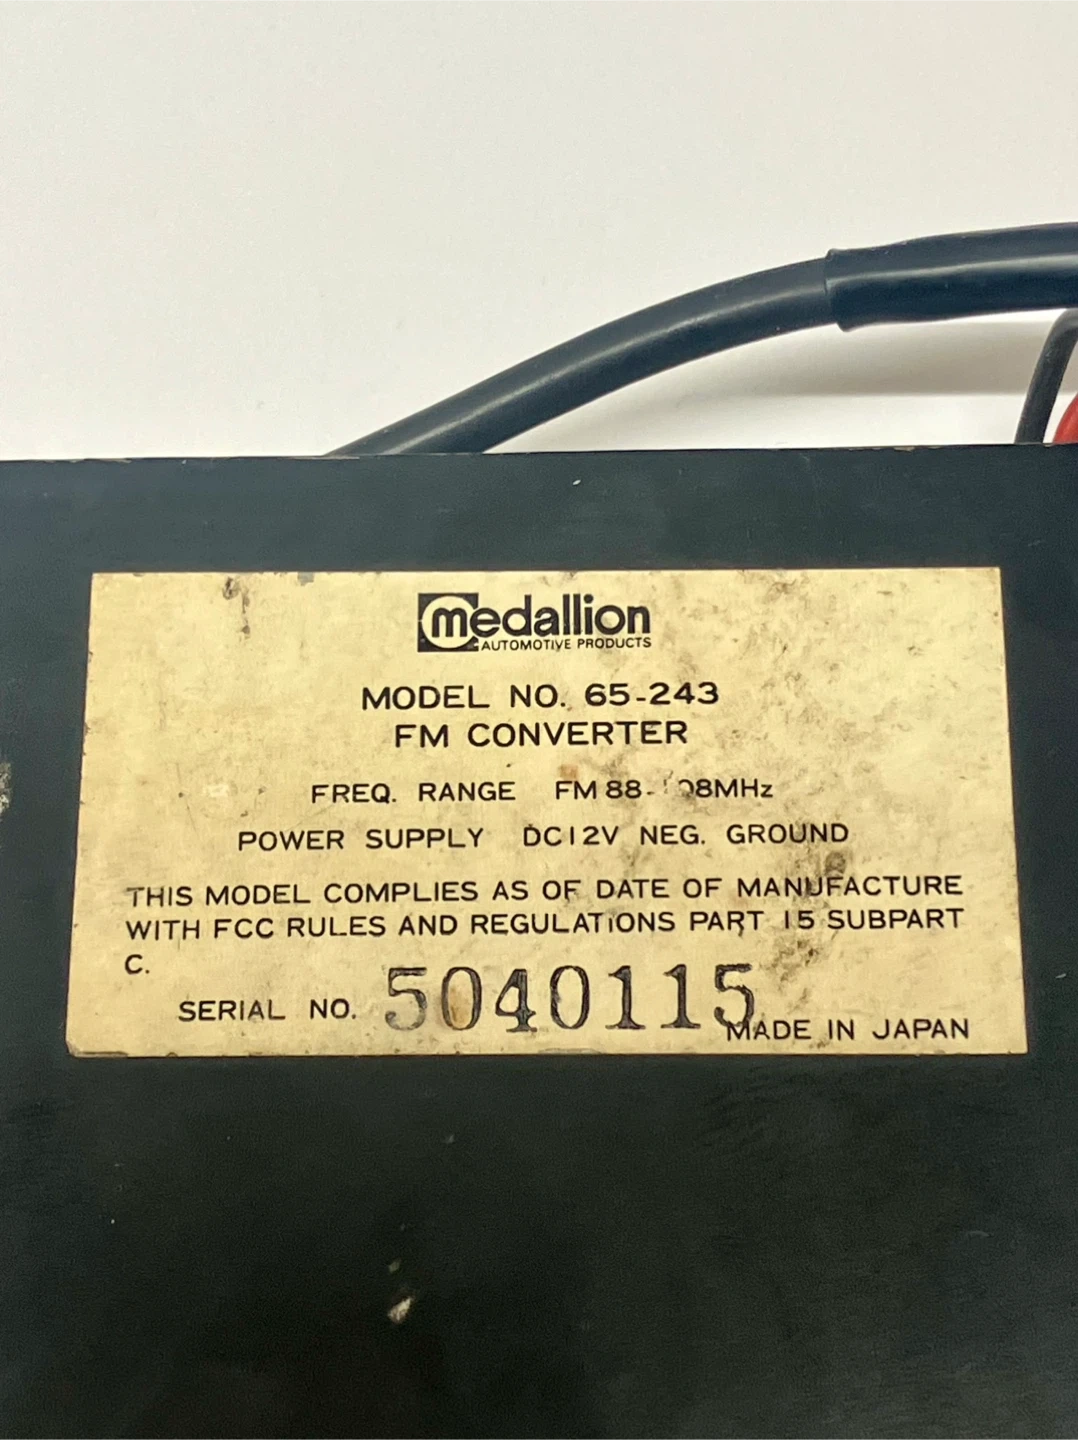 medallion
AUTOMOTIVE PRODUCTS
MODEL NO. 65-243
FM CONVERTER
FREQ. RANGE FM 88-108MHz
POWER SUPPLY DC12V NEG. GROUND
THIS MODEL COMPLIES AS OF DATE OF MANUFACTURE
WITH FCC RULES AND REGULATIONS PART 15 SUBPART
C.
SERIAL NO. 5040115
MADE IN JAPAN